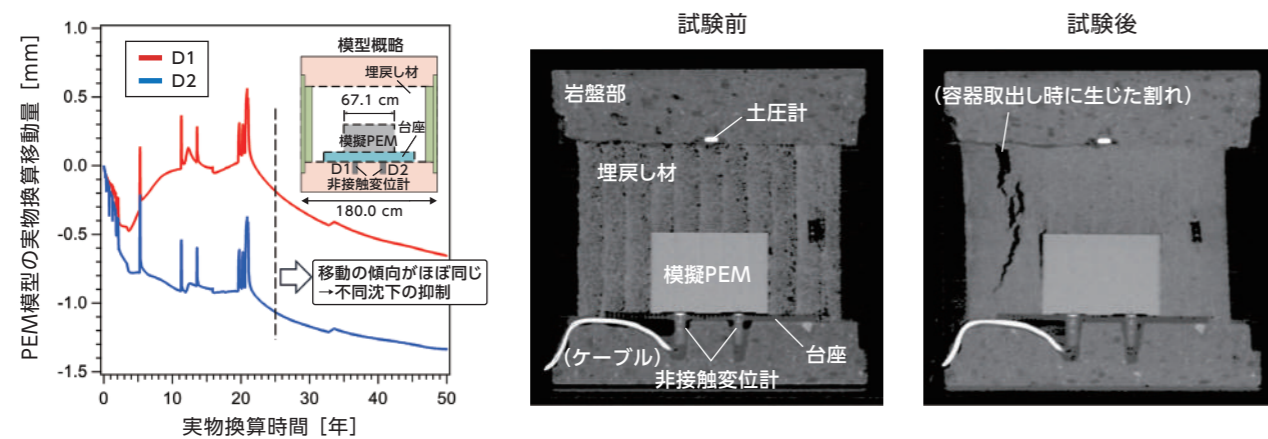 PEM模型の実物換算移動量 [mm]
1.0
0.5
0.0
-0.5
-1.0
-1.5
D1
D2
模型概略
埋戻し材
67.1 cm
台座
模擬PEM
D1
D2
非接触変位計
180.0 cm
移動の傾向がほぼ同じ
→不同沈下の抑制
0
10
20
30
40
50
実物換算時間 [年]
試験前
岩盤部
土圧計
埋戻し材
模擬PEM
(ケーブル)
台座
非接触変位計
試験後
(容器取出し時に生じた割れ)